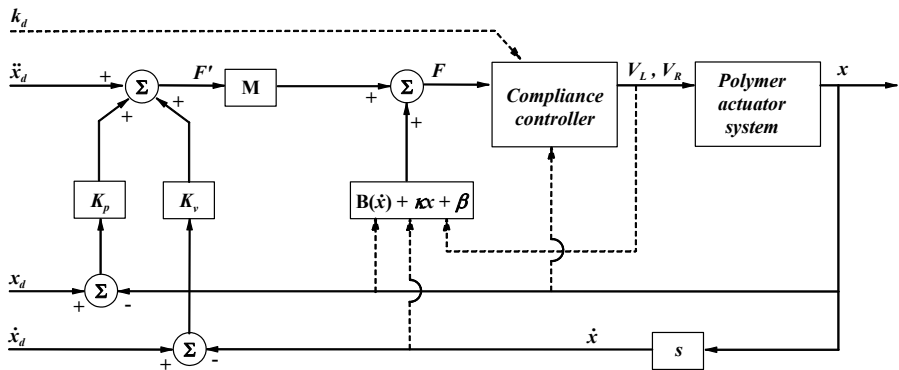 k_d
ẍ_d
+
Σ
+
+
F'
M
+
Σ
+
F
Compliance
controller
V_L , V_R
Polymer
actuator
system
x
K_p
K_v
B(ẋ) + κx + β
x_d
+
Σ
-
ẋ_d
+
Σ
-
ẋ
s